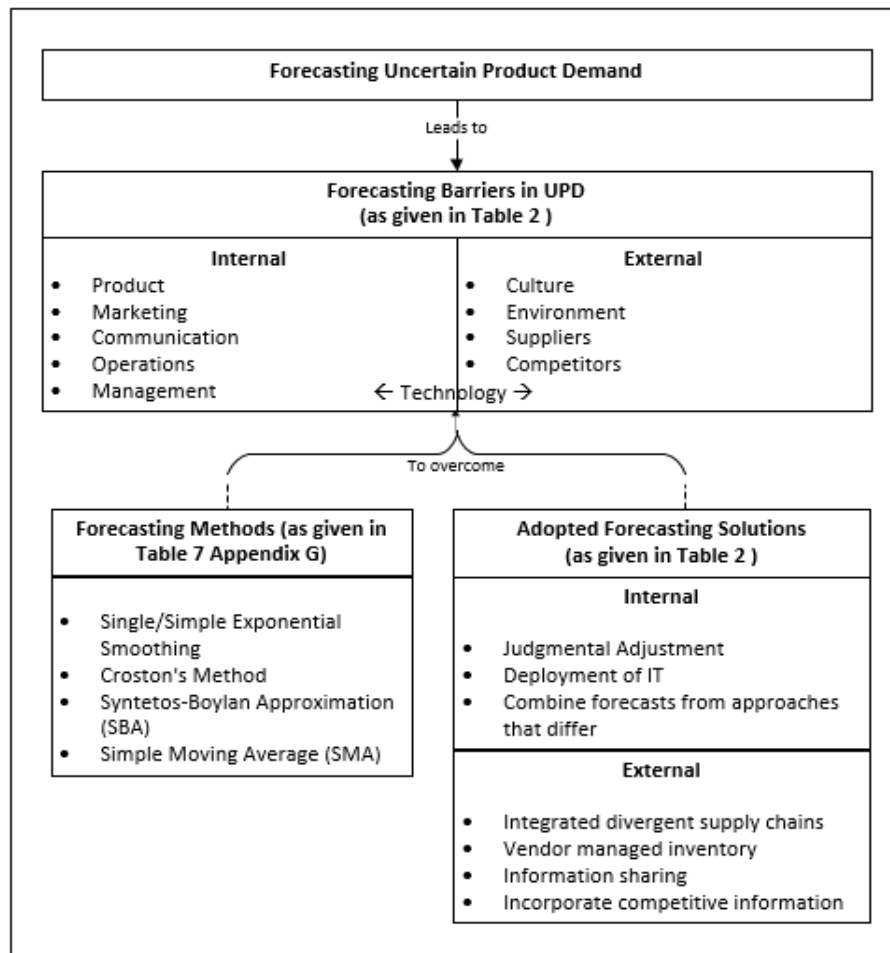 Forecasting Uncertain Product Demand
Leads to
Forecasting Barriers in UPD
(as given in Table 2 )
Internal
• Product
• Marketing
• Communication
• Operations
• Management
External
• Culture
• Environment
• Suppliers
• Competitors
← Technology →
To overcome
Forecasting Methods (as given in
Table 7 Appendix G)
• Single/Simple Exponential
Smoothing
• Croston's Method
• Syntetos-Boylan Approximation
(SBA)
• Simple Moving Average (SMA)
Adopted Forecasting Solutions
(as given in Table 2 )
Internal
• Judgmental Adjustment
• Deployment of IT
• Combine forecasts from approaches
that differ
External
• Integrated divergent supply chains
• Vendor managed inventory
• Information sharing
• Incorporate competitive information